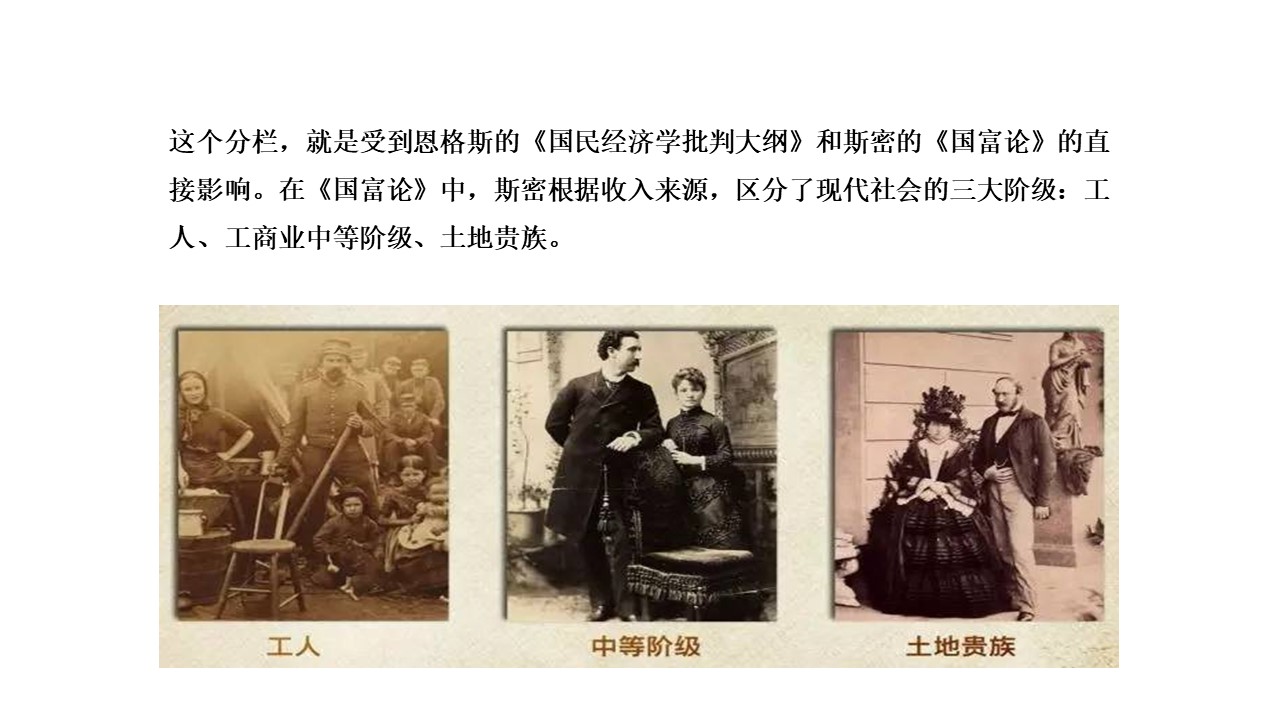 这个分栏，就是受到恩格斯的《国民经济学批判大纲》和斯密的《国富论》的直
接影响。在《国富论》中，斯密根据收入来源，区分了现代社会的三大阶级：工
人、工商业中等阶级、土地贵族。
工人
中等阶级
土地贵族